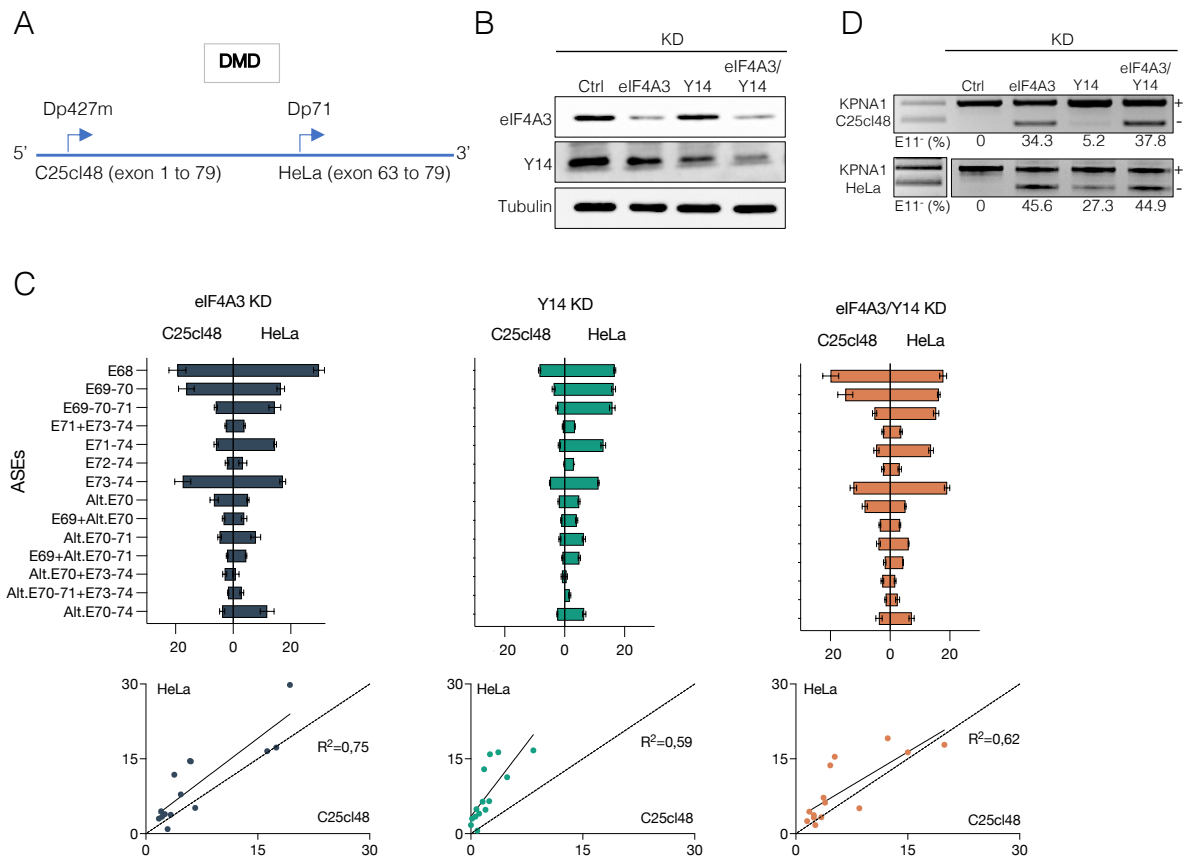 A
DMD
Dp427m
Dp71
5’
3’
C25cl48 (exon 1 to 79)
HeLa (exon 63 to 79)
B
KD
Ctrl
eIF4A3
Y14
eIF4A3/
Y14
eIF4A3
Y14
Tubulin
D
KD
Ctrl
eIF4A3
Y14
eIF4A3/
Y14
KPNA1
C25cl48
+
-
E11⁻ (%)
0
34.3
5.2
37.8
KPNA1
HeLa
+
-
E11⁻ (%)
0
45.6
27.3
44.9
C
eIF4A3 KD
C25cl48
HeLa
ASEs
E68
E69-70
E69-70-71
E71+E73-74
E71-74
E72-74
E73-74
Alt.E70
E69+Alt.E70
Alt.E70-71
E69+Alt.E70-71
Alt.E70+E73-74
Alt.E70-71+E73-74
Alt.E70-74
20
0
20
Y14 KD
C25cl48
HeLa
20
0
20
eIF4A3/Y14 KD
C25cl48
HeLa
20
0
20
30
HeLa
R²=0,75
15
C25cl48
0
0
15
30
30
HeLa
R²=0,59
15
C25cl48
0
0
15
30
30
HeLa
R²=0,62
15
C25cl48
0
0
15
30